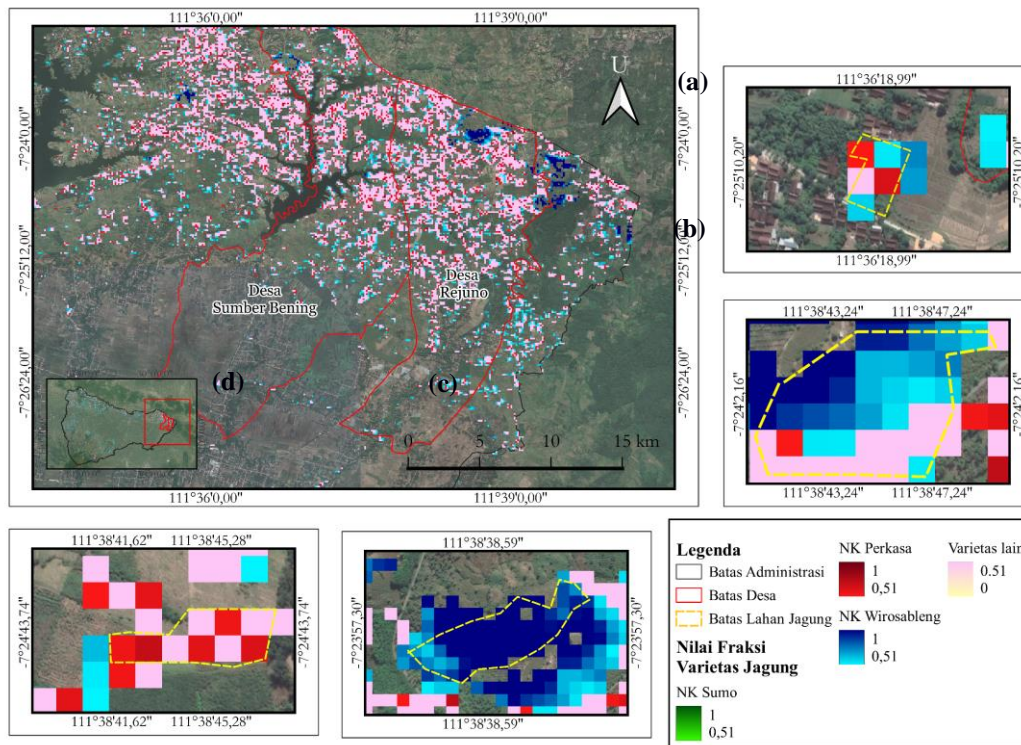 111°36'0,00" 111°39'0,00"
-7°24'0,00" -7°25'12,00" -7°26'24,00"
U
Desa
Sumber Bening
Desa
Rejuno
(d)
(c)
0 5 10 15 km
-7°24'0,00" -7°25'12,00" -7°26'24,00"
111°36'0,00" 111°39'0,00"
(a)
(b)
111°36'18,99"
-7°25'10,20" -7°25'10,20"
111°36'18,99"
111°38'43,24" 111°38'47,24"
-7°24'2,16" -7°24'2,16"
111°38'43,24" 111°38'47,24"
111°38'41,62" 111°38'45,28"
-7°24'43,74" -7°24'43,74"
111°38'41,62" 111°38'45,28"
111°38'38,59"
-7°23'57,30" -7°23'57,30"
111°38'38,59"
Legenda
Batas Administrasi
Batas Desa
Batas Lahan Jagung
Nilai Fraksi
Varietas Jagung
NK Sumo
1
0,51
NK Perkasa
1
0,51
NK Wirosableng
1
0,51
Varietas lain
0.51
0